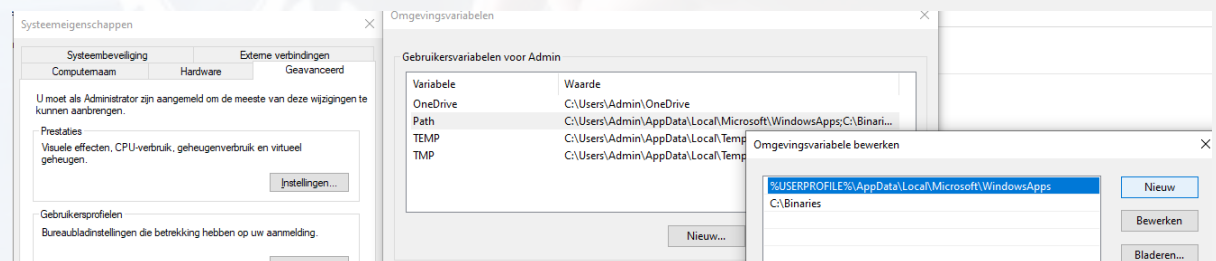 Systeemeigenschappen
Systeembeveiliging
Externe verbindingen
Computernaam
Hardware
Geavanceerd
U moet als Administrator zijn aangemeld om de meeste van deze wijzigingen te
kunnen aanbrengen.
Prestaties
Visuele effecten, CPU-verbruik, geheugenverbruik en virtueel
geheugen.
Instellingen...
Gebruikersprofielen
Bureaubladinstellingen die betrekking hebben op uw aanmelding.
Omgevingsvariabelen
Gebruikersvariabelen voor Admin
Variabele Waarde
OneDrive C:\Users\Admin\OneDrive
Path C:\Users\Admin\AppData\Local\Microsoft\WindowsApps;C:\Binari...
TEMP C:\Users\Admin\AppData\Local\Temp
TMP C:\Users\Admin\AppData\Local\Temp
Nieuw...
Omgevingsvariabele bewerken
%USERPROFILE%\AppData\Local\Microsoft\WindowsApps
C:\Binaries
Nieuw
Bewerken
Bladeren...